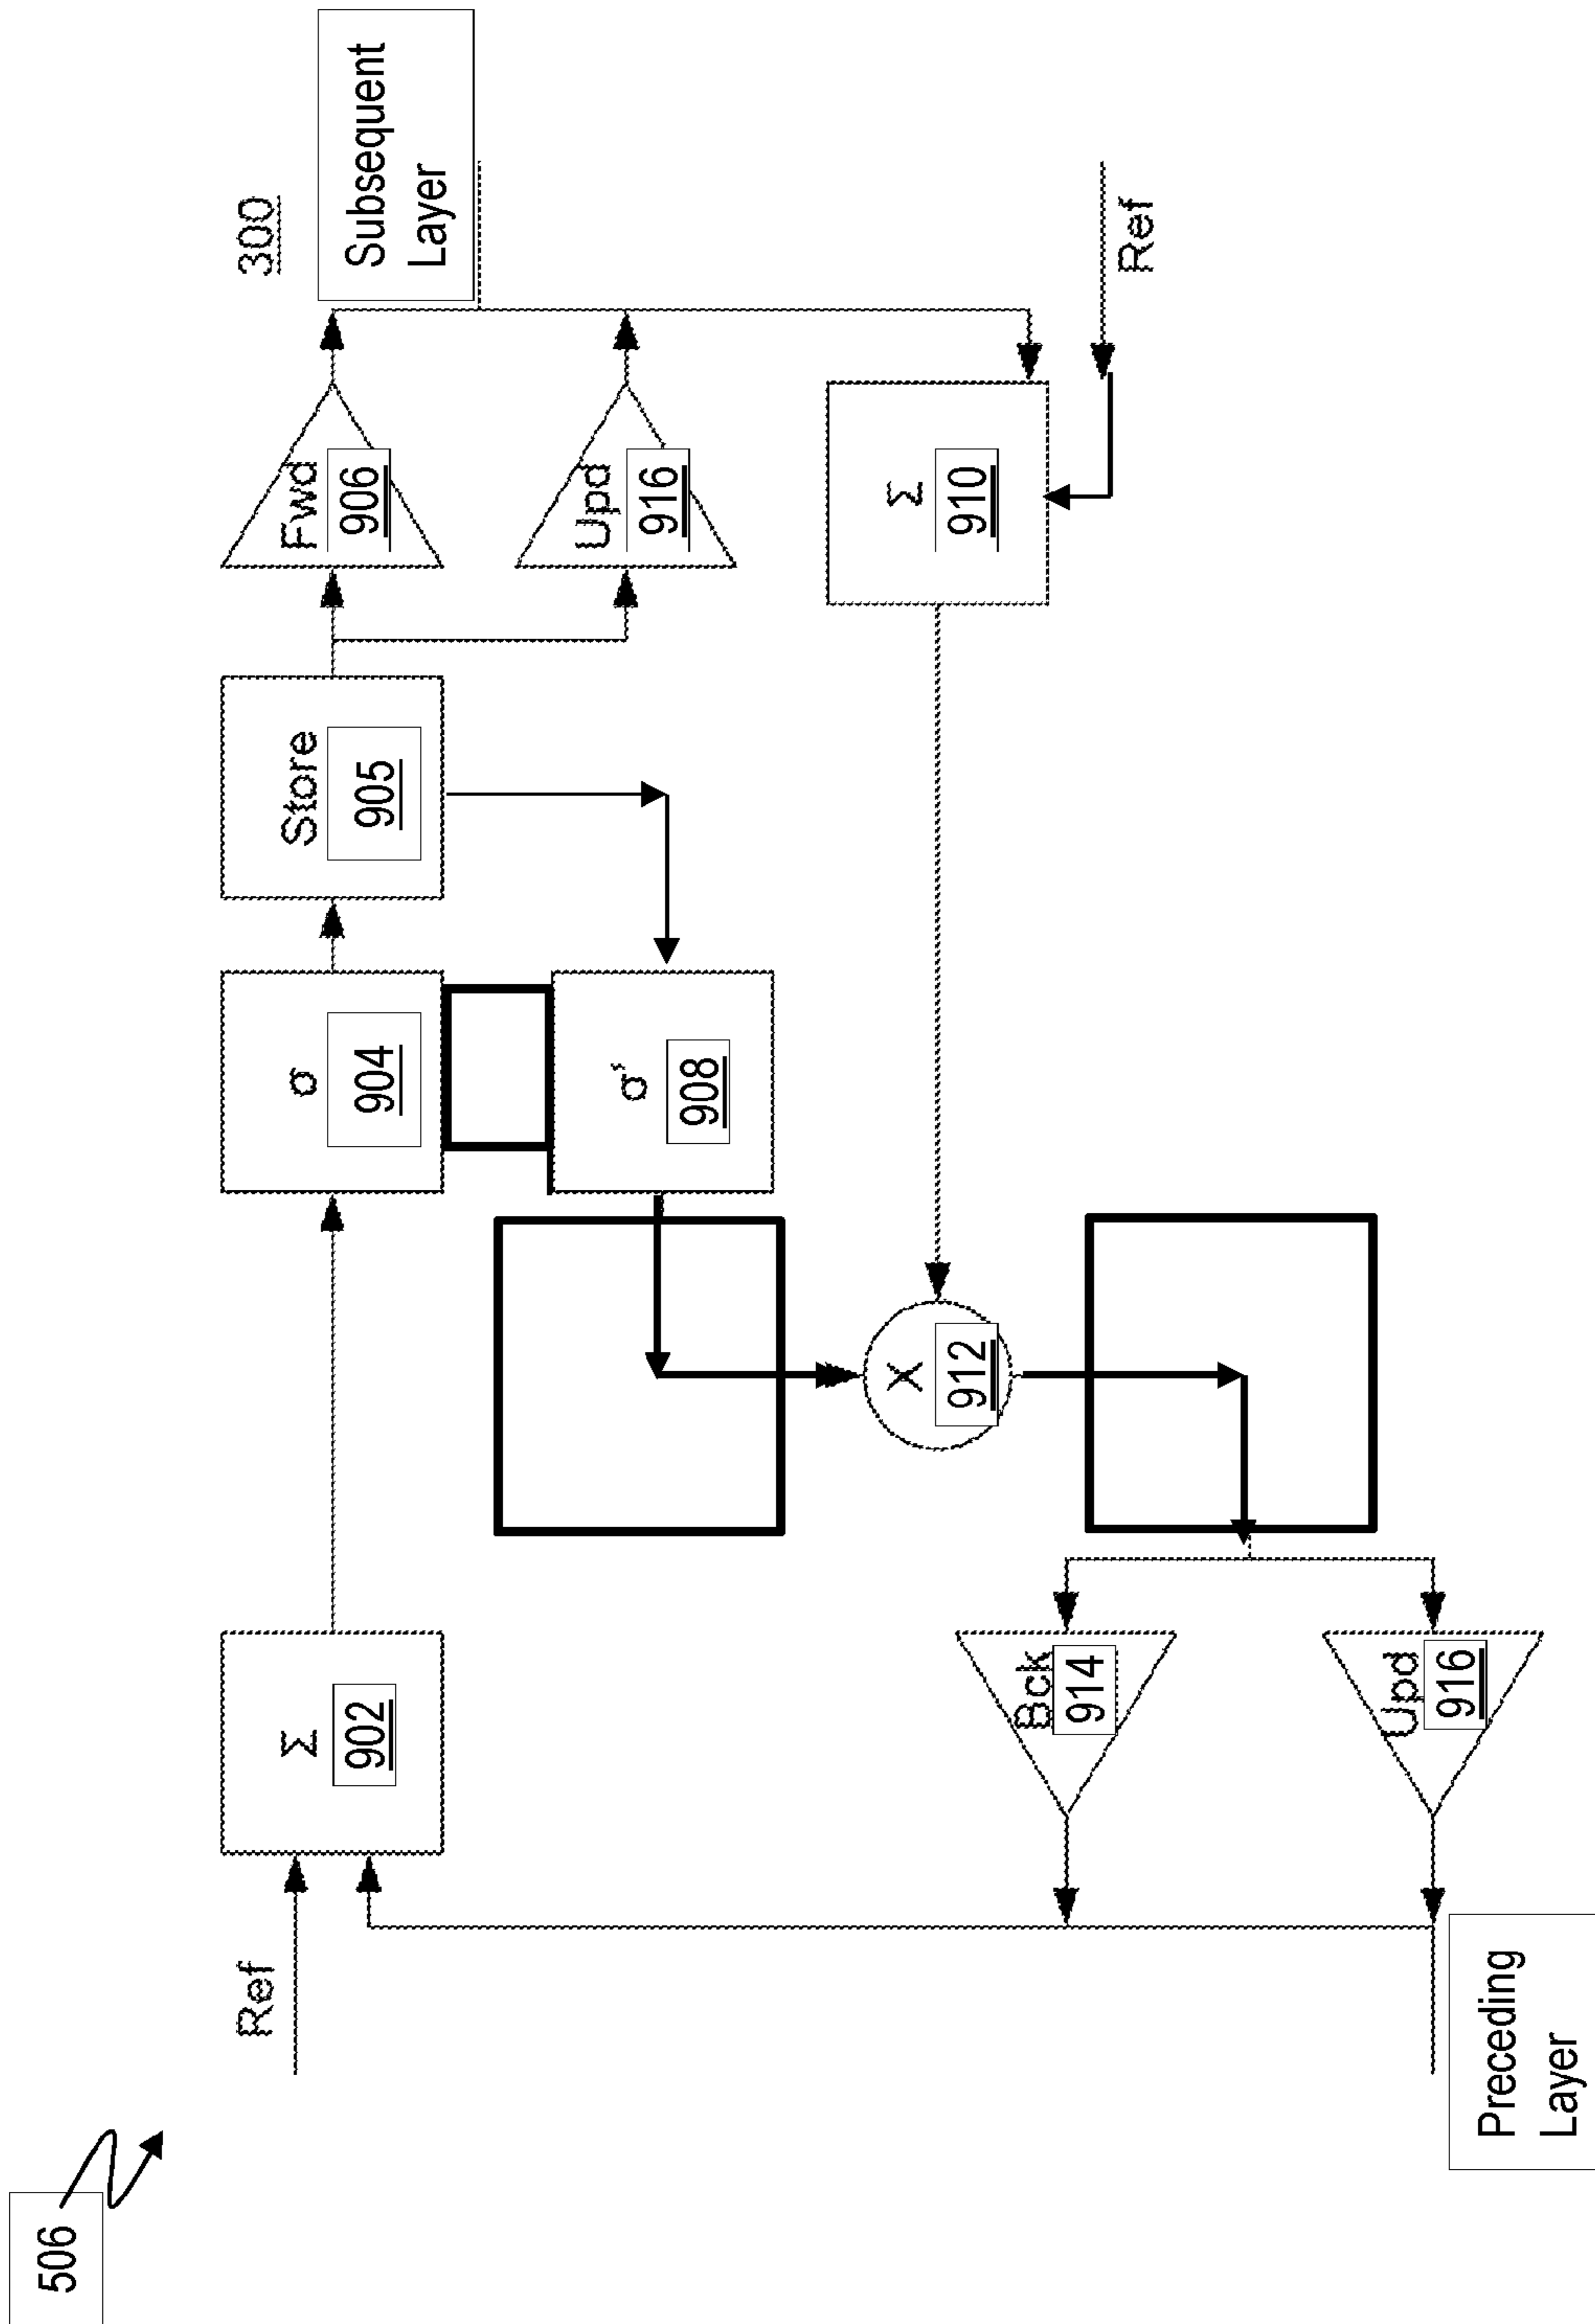 506
300
Ref
Σ
902
σ
904
Store
905
Fwd
906
Subsequent
Layer
Upd
916
σ'
908
Σ
910
Ref
X
912
Bck
914
Upd
916
Preceding
Layer